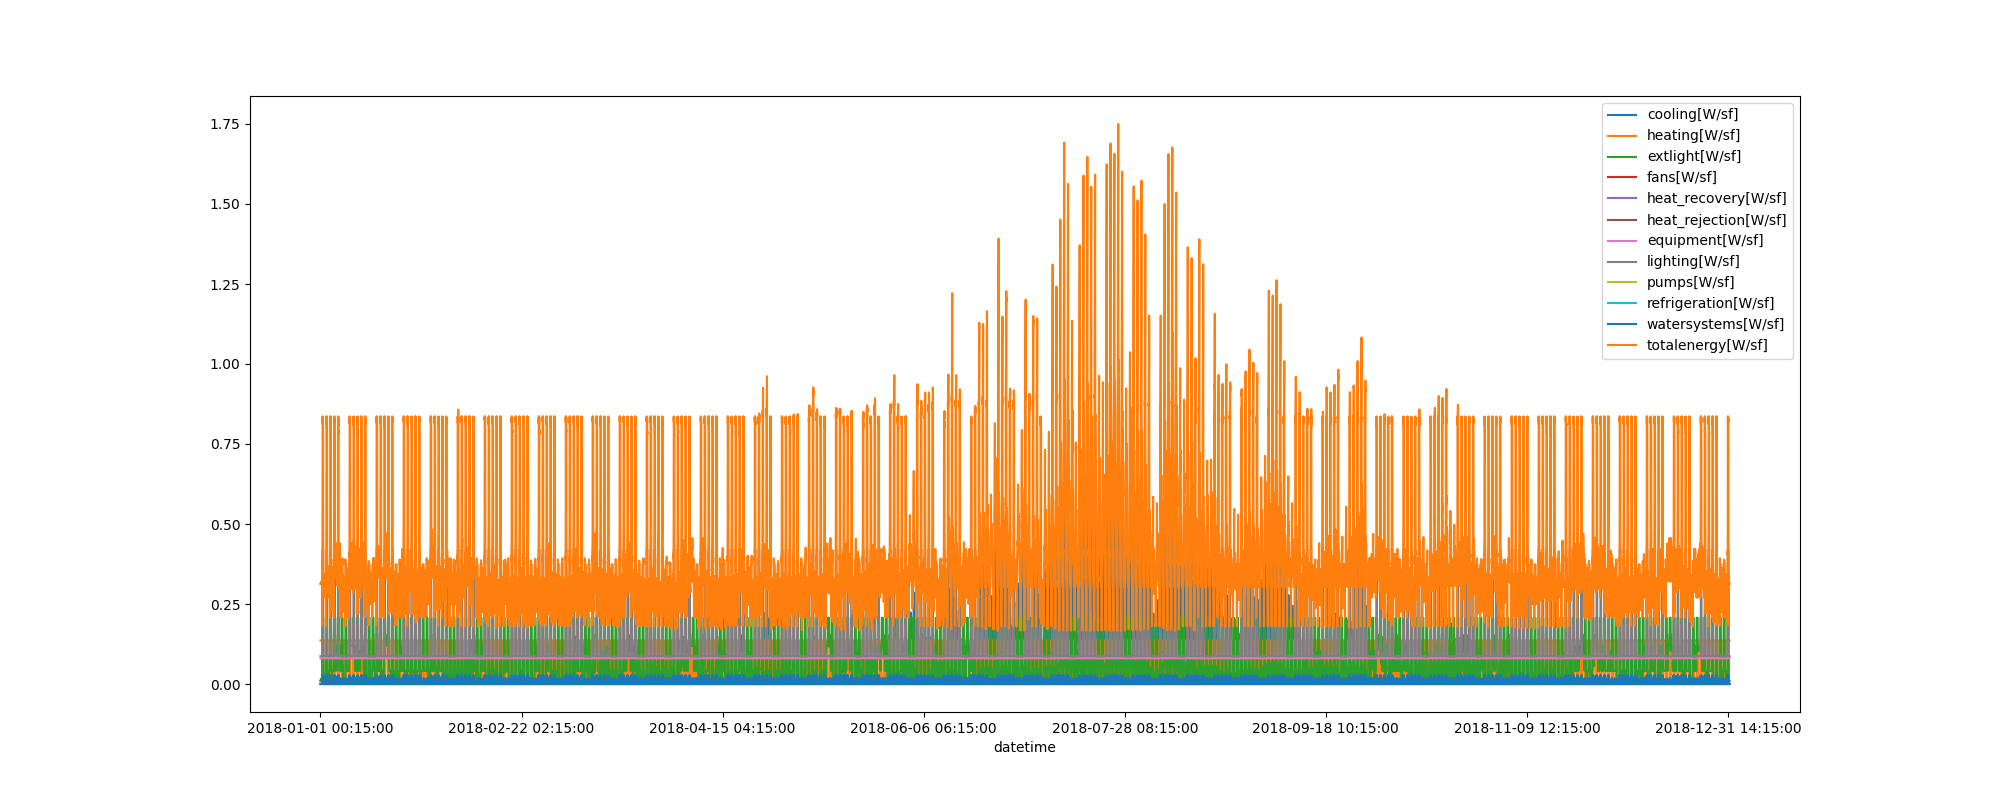 1.75
1.50
1.25
1.00
0.75
0.50
0.25
0.00
cooling[W/sf]
heating[W/sf]
extlight[W/sf]
fans[W/sf]
heat_recovery[W/sf]
heat_rejection[W/sf]
equipment[W/sf]
lighting[W/sf]
pumps[W/sf]
refrigeration[W/sf]
watersystems[W/sf]
totalenergy[W/sf]
2018-01-01 00:15:00 2018-02-22 02:15:00 2018-04-15 04:15:00 2018-06-06 06:15:00 2018-07-28 08:15:00 2018-09-18 10:15:00 2018-11-09 12:15:00 2018-12-31 14:15:00
datetime